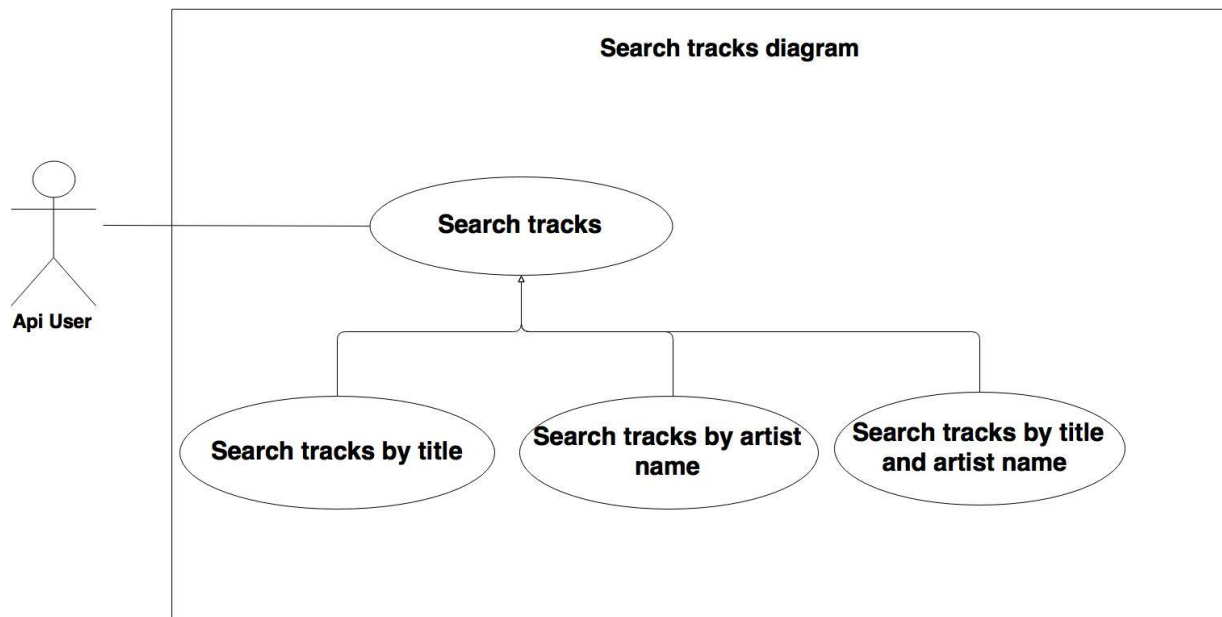 Search tracks diagram
Search tracks
Api User
Search tracks by title
Search tracks by artist
name
Search tracks by title
and artist name